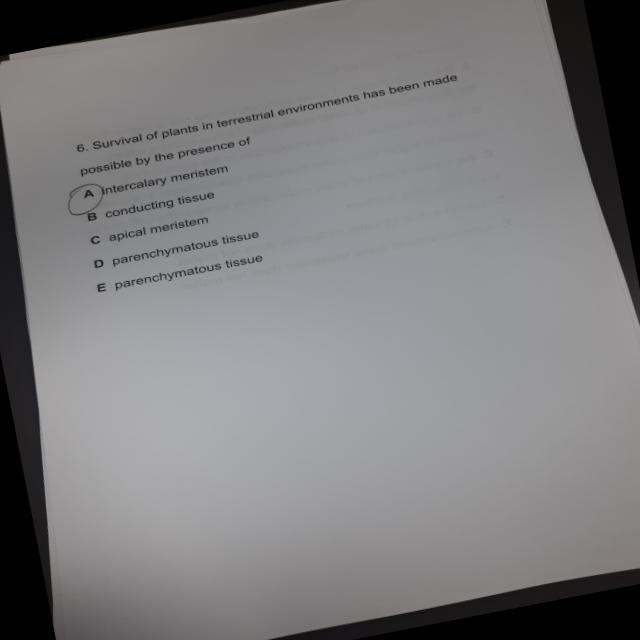 6. Survival of plants in terrestrial environments has been made
possible by the presence of
A intercalary meristem
B conducting tissue
C apical meristem
D parenchymatous tissue
E parenchymatous tissue